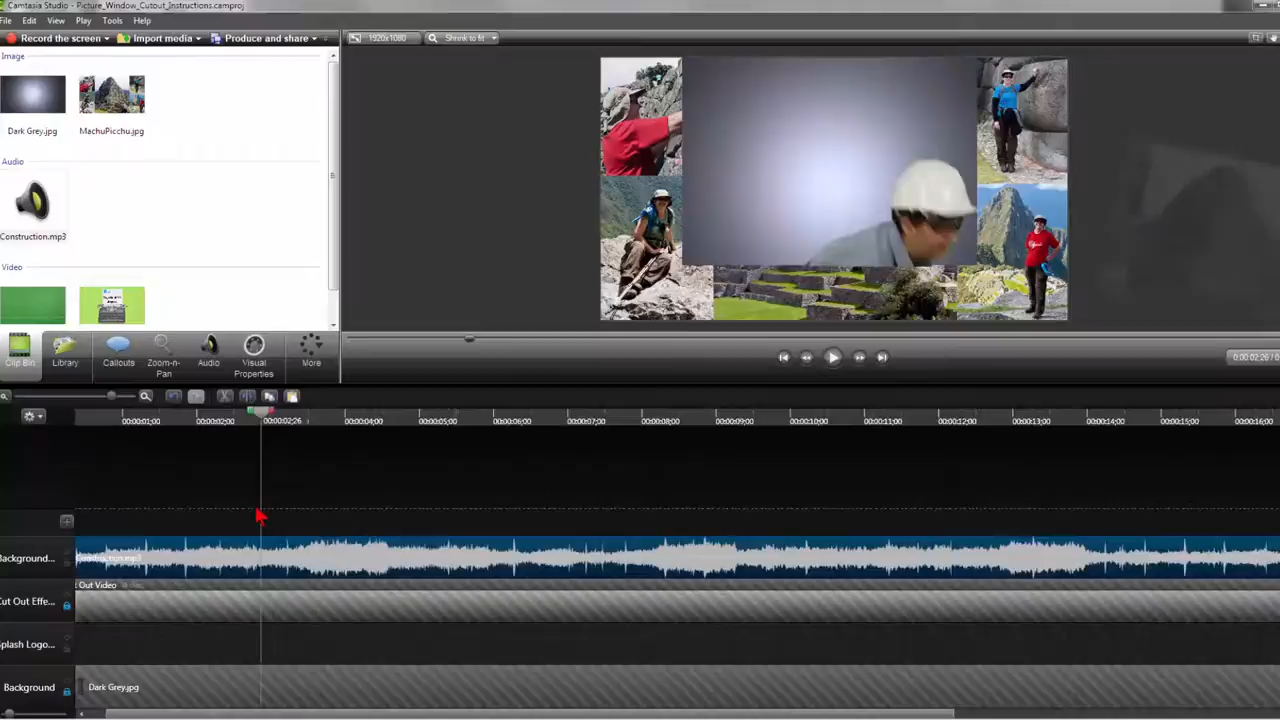 Camtasia Studio - Picture_Window_Cutout_Instructions.camproj
File Edit View Play Tools Help
Record the screen Import media Produce and share
1920x1080 Shrink to fit
Image
Dark Grey.jpg MachuPicchu.jpg
Audio
Construction.mp3
Video
Clip Bin Library Callouts Zoom-n-Pan Audio Visual Properties More
0:00:02;26 / 0
00:00:01;00 00:00:02;00 00:00:02;26 00:00:04;00 00:00:05;00 00:00:06;00 00:00:07;00 00:00:08;00 00:00:09;00 00:00:10;00 00:00:11;00 00:00:12;00 00:00:13;00 00:00:14;00 00:00:15;00 00:00:16;00
Background... Construction.mp3
t Out Video
Cut Out Effe...
Splash Logo...
Background Dark Grey.jpg